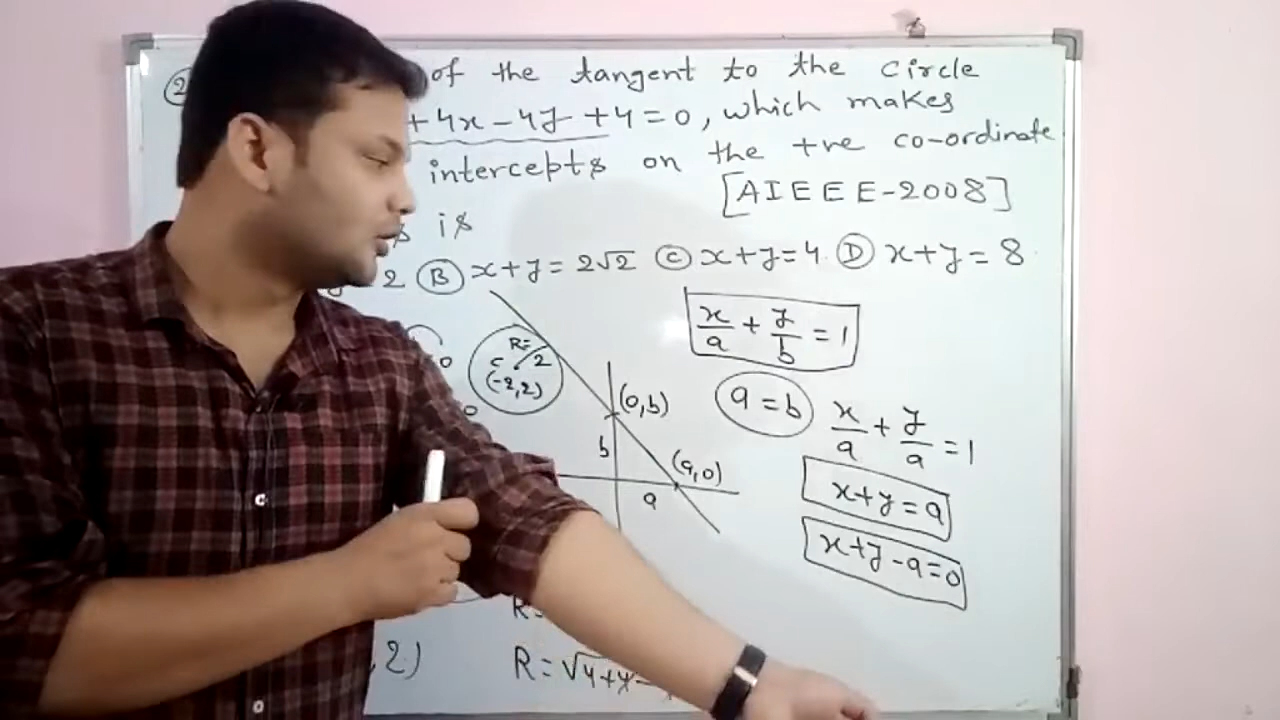 (2
of the tangent to the circle
+4x-4y+4=0, which makes
intercepts on the +ve co-ordinate
[AIEEE-2008]
is
2 (B) x+y=2√2 (C) x+y=4 (D) x+y=8
x/a + y/b = 1
R=
2
C
(-2,2)
(0,b)
b
(a,0)
a
a=b
x/a + y/a = 1
x+y=a
x+y-a=0
2)
R=√4+4-